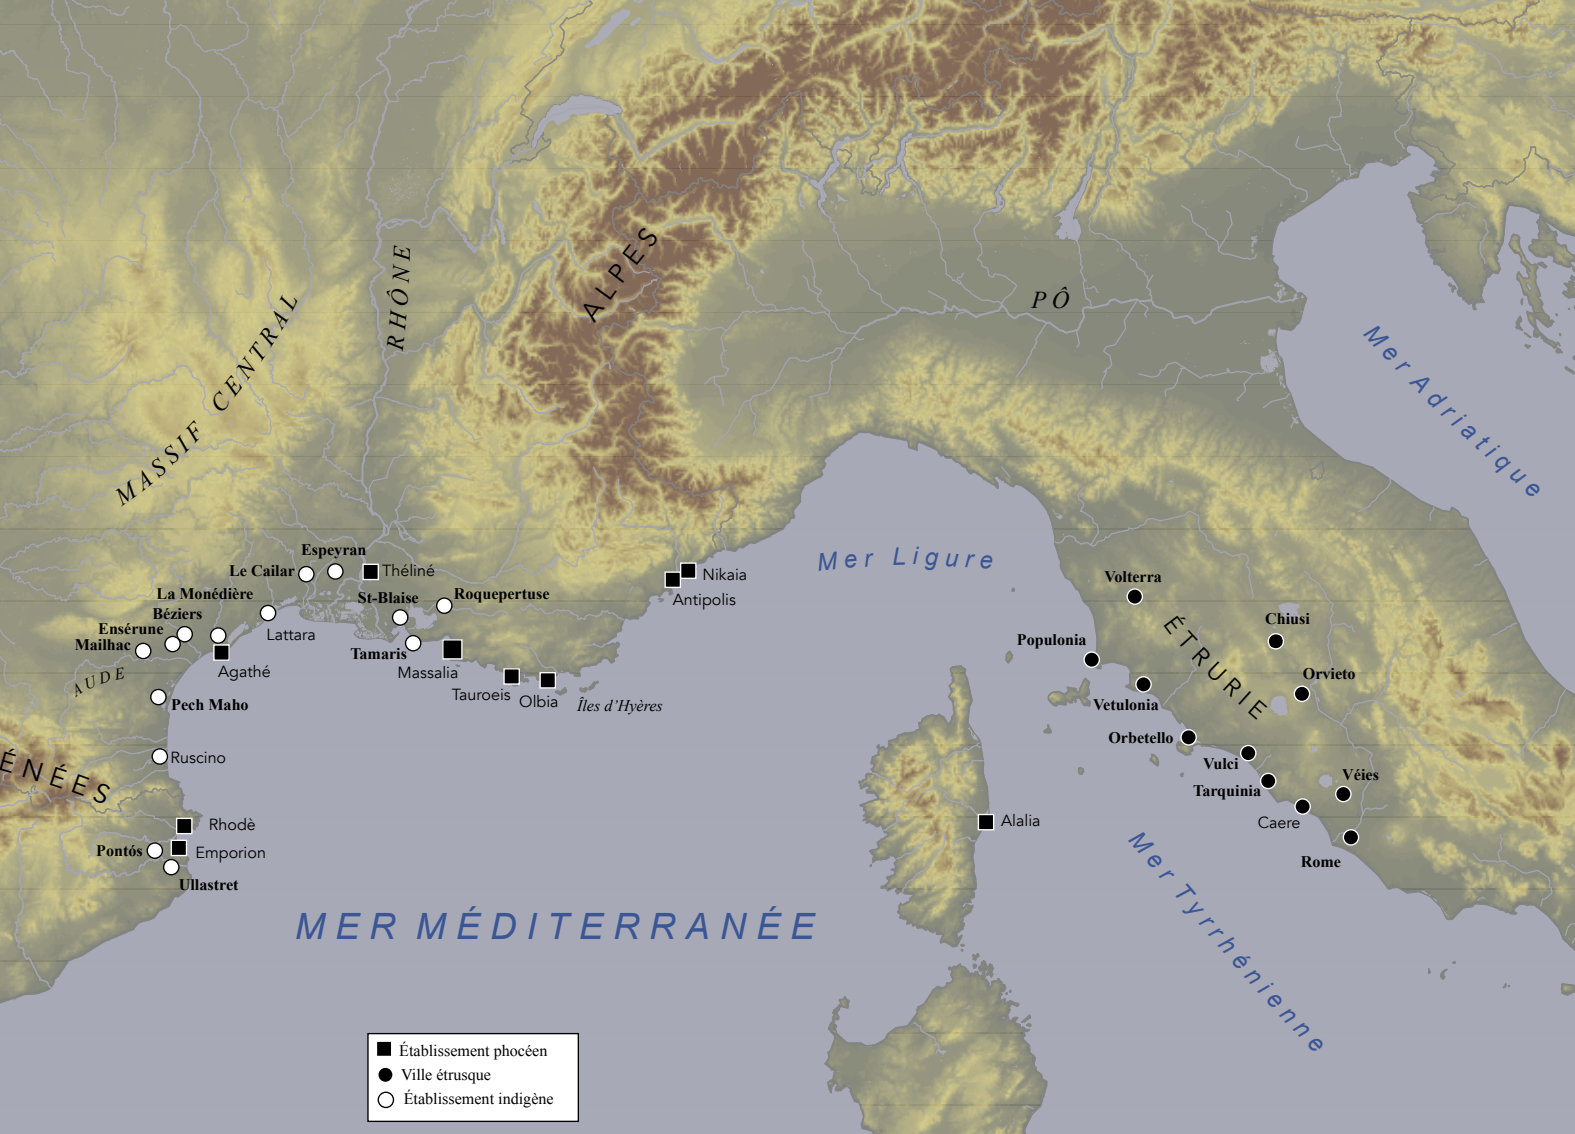 ALPES
RHÔNE
PÔ
MASSIF CENTRAL
Mer Adriatique
Espeyran
Le Cailar
Théliné
Mer Ligure
Nikaia
Antipolis
Volterra
La Monédière
St-Blaise
Roquepertuse
Béziers
Ensérune
Lattara
Mailhac
Tamaris
Massalia
Agathé
AUDE
Tauroeis
Olbia
Îles d'Hyères
Pech Maho
Chiusi
Populonia
ÉTRURIE
Orvieto
Vetulonia
Orbetello
Vulci
Tarquinia
Véies
Caere
Rome
Ruscino
ÉNÉES
Rhodè
Emporion
Pontós
Ullastret
Alalia
Mer Tyrrhénienne
MER MÉDITERRANÉE
Établissement phocéen
Ville étrusque
Établissement indigène